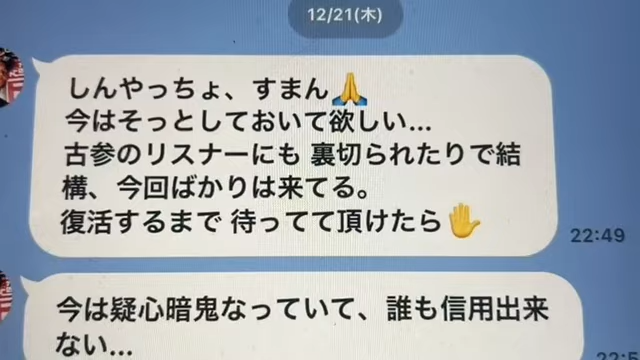 12/21(木)
しんやっちょ、すまん🙏
今はそっとしておいて欲しい...
古参のリスナーにも 裏切られたりで結
構、今回ばかりは来てる。
復活するまで 待ってて頂けたら✋
22:49
今は疑心暗鬼なっていて、誰も信用出来
ない...